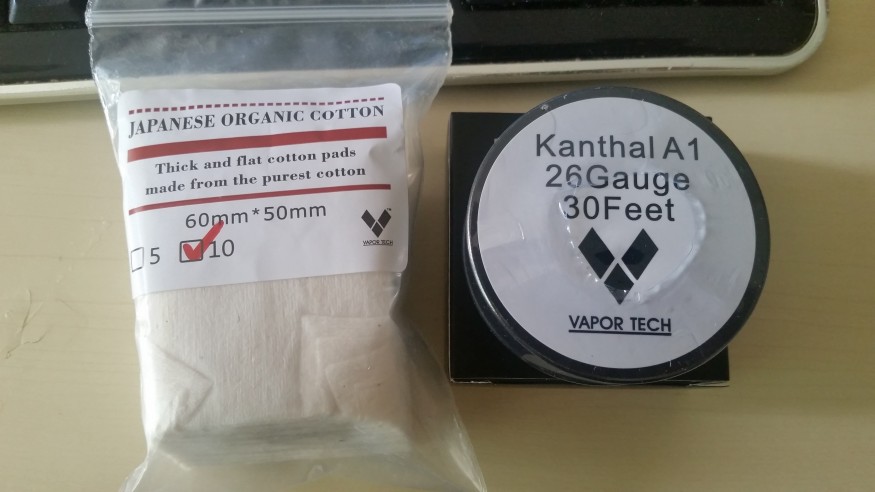 JAPANESE ORGANIC COTTON
Thick and flat cotton pads
made from the purest cotton
60mm*50mm
5 10
VAPOR TECH
Kanthal A1
26Gauge
30Feet
VAPOR TECH